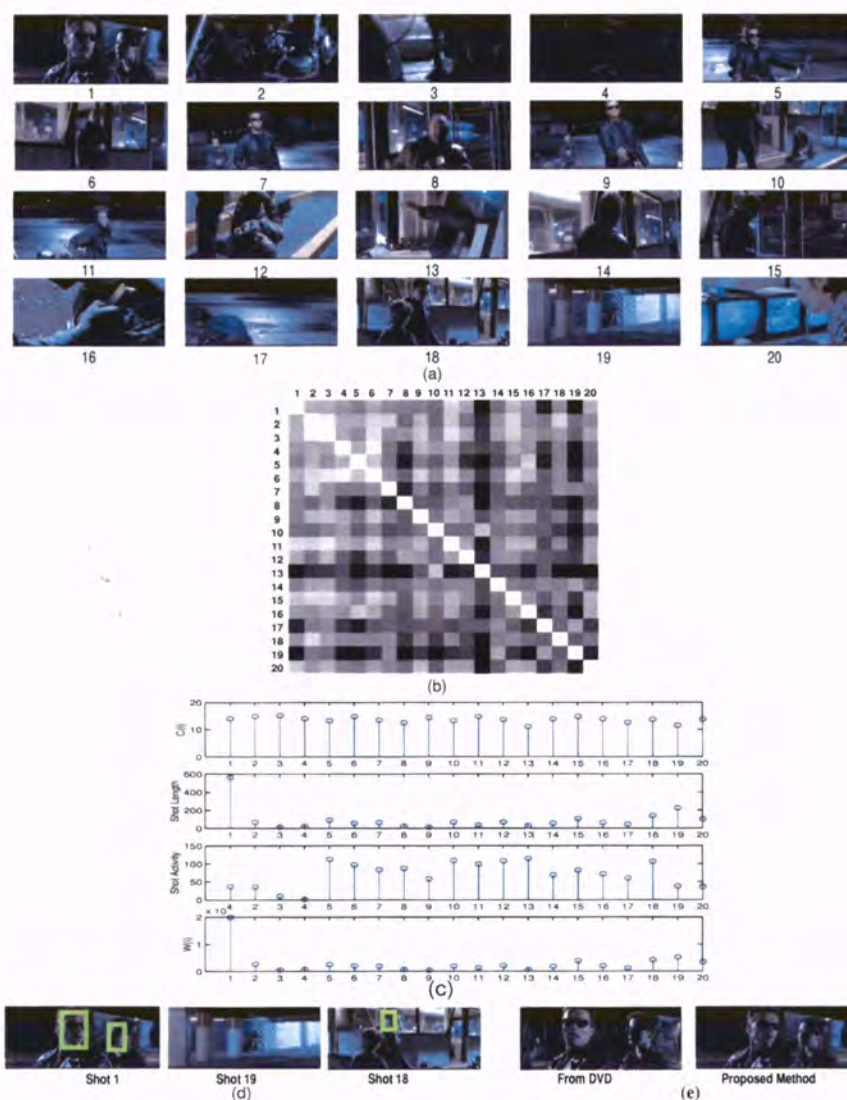 1 2 3 4 5
6 7 8 9 10
11 12 13 14 15
16 17 18 19 20
(a)
1 2 3 4 5 6 7 8 9 10 11 12 13 14 15 16 17 18 19 20
1
2
3
4
5
6
7
8
9
10
11
12
13
14
15
16
17
18
19
20
(b)
20
10
0
C(i)
1 2 3 4 5 6 7 8 9 10 11 12 13 14 15 16 17 18 19 20
600
400
200
0
Shot Length
1 2 3 4 5 6 7 8 9 10 11 12 13 14 15 16 17 18 19 20
150
100
50
0
Shot Activity
1 2 3 4 5 6 7 8 9 10 11 12 13 14 15 16 17 18 19 20
× 10⁴
2
1
0
W(i)
1 2 3 4 5 6 7 8 9 10 11 12 13 14 15 16 17 18 19 20
(c)
Shot 1 Shot 19 Shot 18 From DVD Proposed Method
(d) (e)